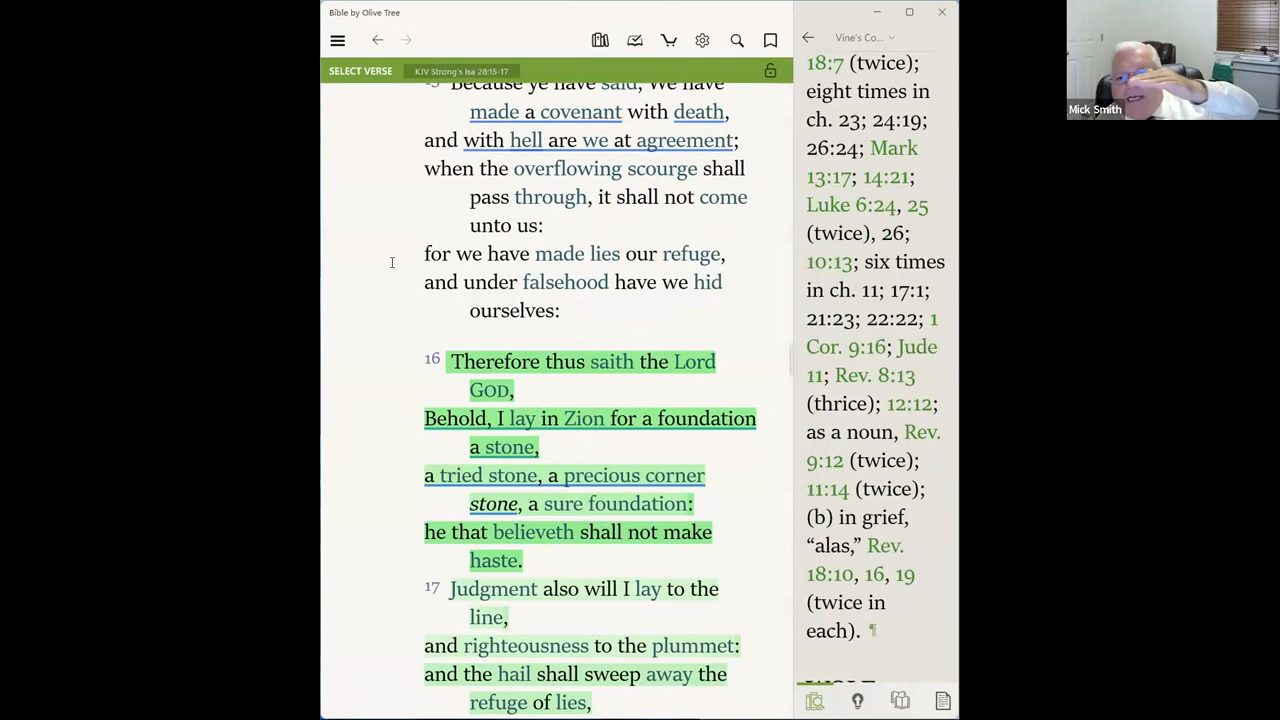 Bible by Olive Tree
SELECT VERSE KJV Strong's Isa 28:15-17
15 Because ye have said, We have
made a covenant with death,
and with hell are we at agreement;
when the overflowing scourge shall
pass through, it shall not come
unto us:
for we have made lies our refuge,
and under falsehood have we hid
ourselves:
16 Therefore thus saith the Lord
GOD,
Behold, I lay in Zion for a foundation
a stone,
a tried stone, a precious corner
stone, a sure foundation:
he that believeth shall not make
haste.
17 Judgment also will I lay to the
line,
and righteousness to the plummet:
and the hail shall sweep away the
refuge of lies,
Vine's Co...
18:7 (twice);
eight times in
ch. 23; 24:19;
26:24; Mark
13:17; 14:21;
Luke 6:24, 25
(twice), 26;
10:13; six times
in ch. 11; 17:1;
21:23; 22:22; 1
Cor. 9:16; Jude
11; Rev. 8:13
(thrice); 12:12;
as a noun, Rev.
9:12 (twice);
11:14 (twice);
(b) in grief,
“alas,” Rev.
18:10, 16, 19
(twice in
each). ¶
Mick Smith